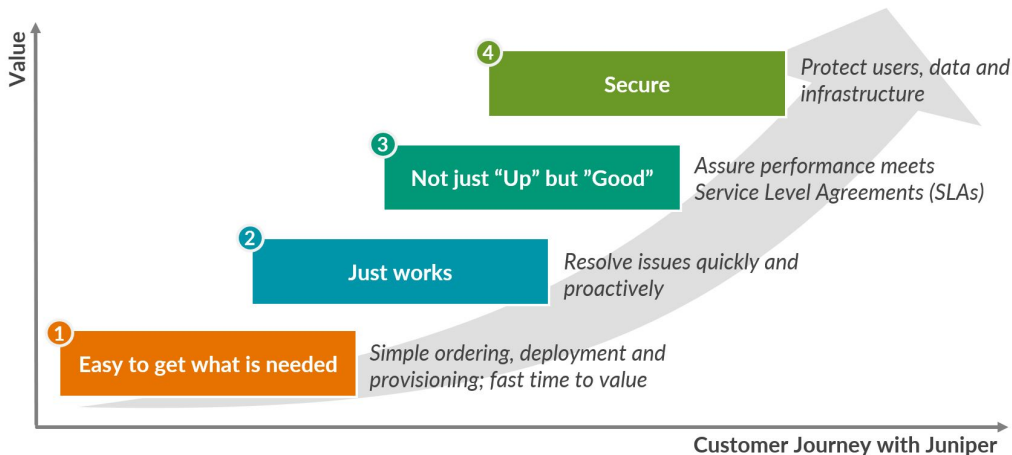 Value
4
Secure
Protect users, data and
infrastructure
3
Not just “Up” but ”Good”
Assure performance meets
Service Level Agreements (SLAs)
2
Just works
Resolve issues quickly and
proactively
1
Easy to get what is needed
Simple ordering, deployment and
provisioning; fast time to value
Customer Journey with Juniper